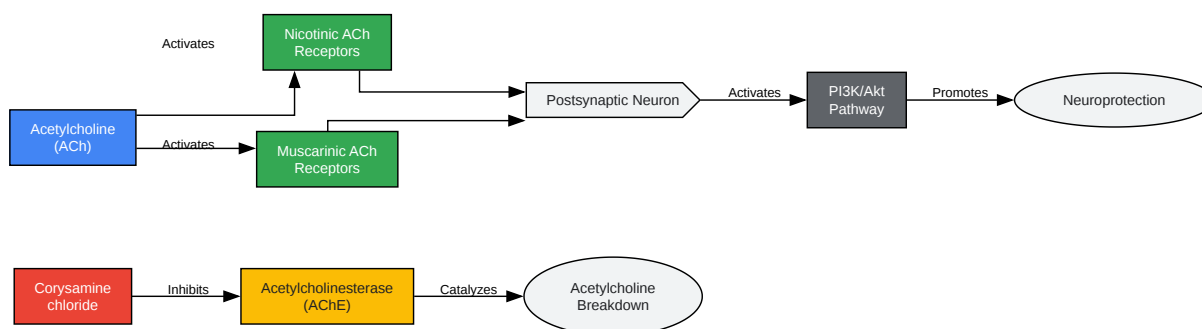 Activates
Nicotinic ACh
Receptors
Acetylcholine
(ACh)
Activates
Muscarinic ACh
Receptors
Postsynaptic Neuron
Activates
PI3K/Akt
Pathway
Promotes
Neuroprotection
Corysamine
chloride
Inhibits
Acetylcholinesterase
(AChE)
Catalyzes
Acetylcholine
Breakdown